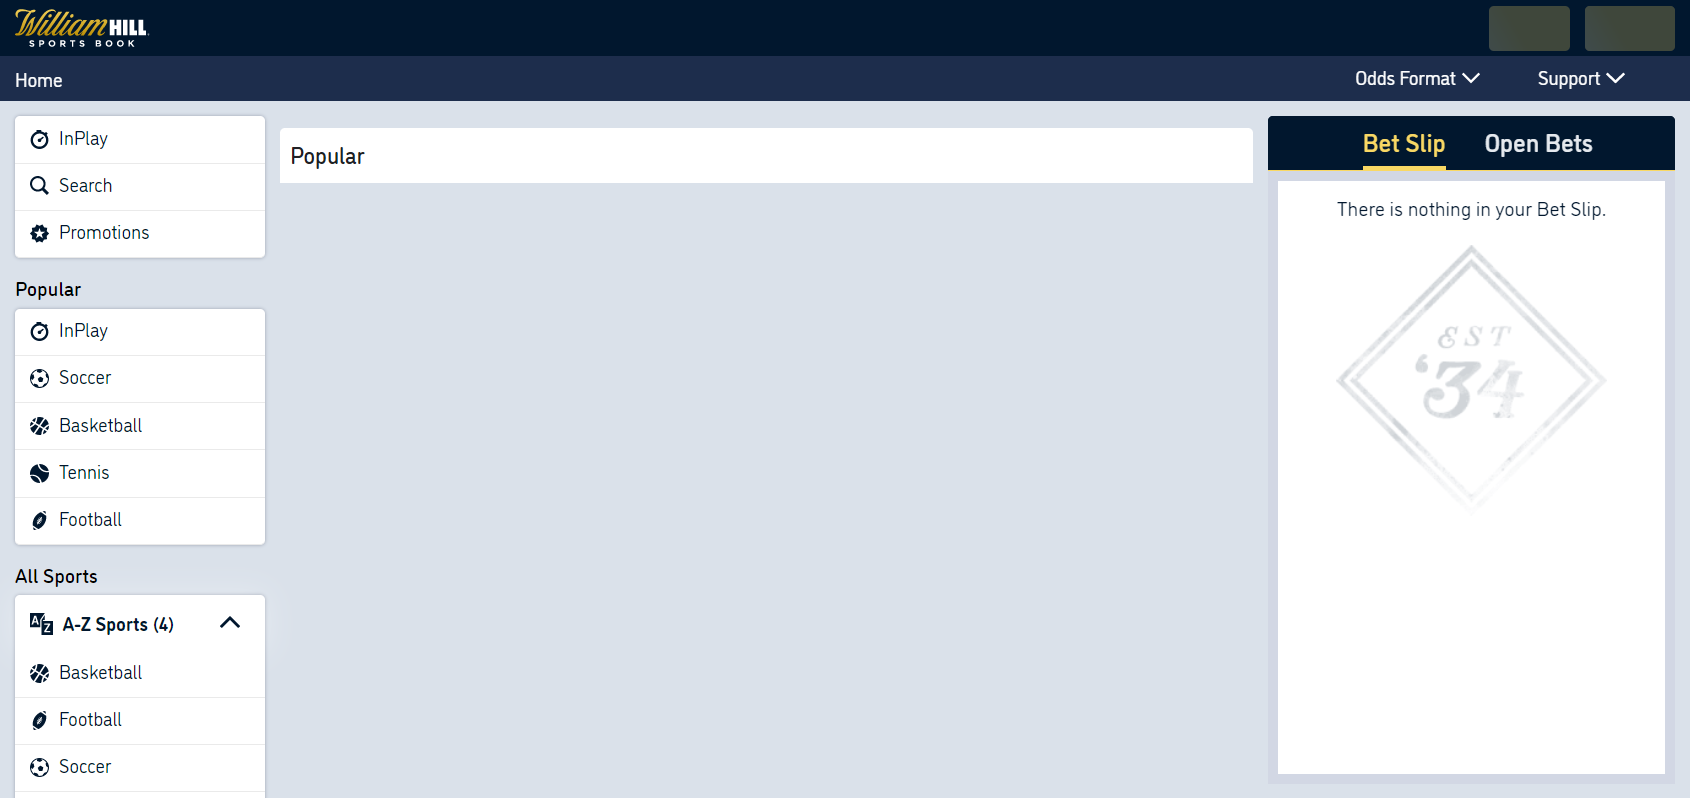 William HILL
SPORTS BOOK
Home
Odds Format
Support
InPlay
Search
Promotions
Popular
InPlay
Soccer
Basketball
Tennis
Football
All Sports
A-Z Sports (4)
Basketball
Football
Soccer
Popular
Bet Slip
Open Bets
There is nothing in your Bet Slip.
EST
‘34